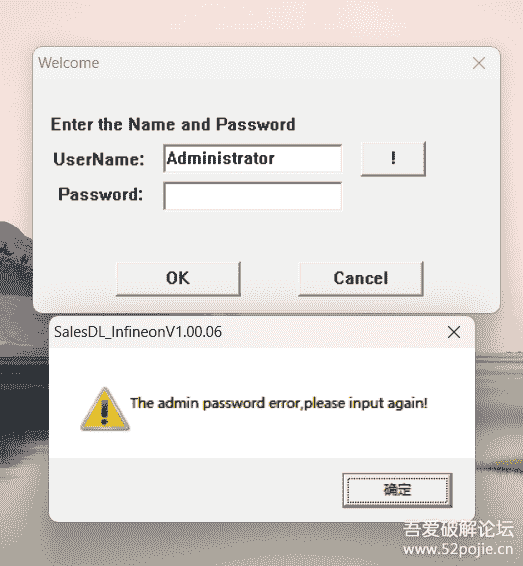 Welcome
Enter the Name and Password
UserName: Administrator !
Password:
OK Cancel
SalesDL_InfineonV1.00.06
The admin password error,please input again!
确定
吾爱破解论坛
www.52pojie.cn